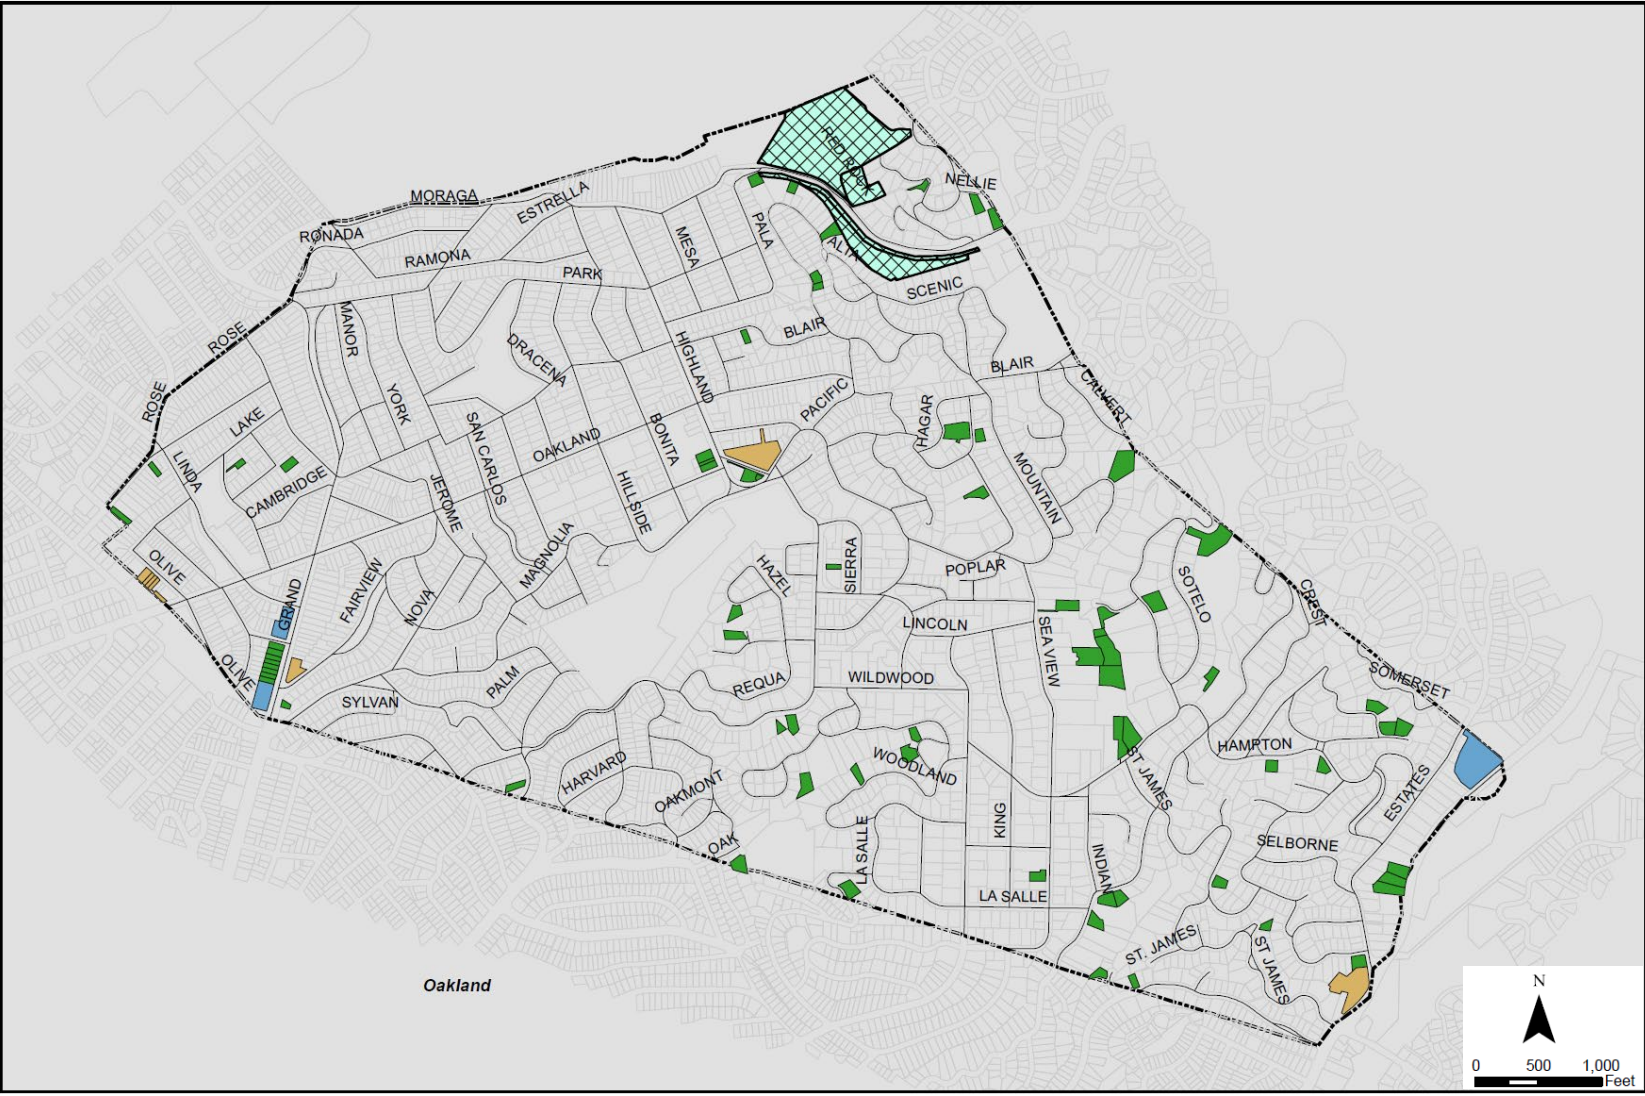 RED ROCK
NELLIE
MORAGA
ESTRELLA
RONADA
PALA
MESA
ALTA
RAMONA
PARK
SCENIC
MANOR
ROSE
BLAIR
DRACENA
HIGHLAND
BLAIR
CALVERT
ROSE
YORK
PACIFIC
HAGAR
LAKE
SAN CARLOS
OAKLAND
BONITA
LINDA
CAMBRIDGE
JEROME
HILLSIDE
MOUNTAIN
MAGNOLIA
OLIVE
HAZEL
SIERRA
POPLAR
SOTELO
CREST
GRAND
FAIRVIEW
NOVA
LINCOLN
SEA VIEW
OLIVE
PALM
SYLVAN
REQUA
WILDWOOD
SOMERSET
WOODLAND
HAMPTON
HARVARD
OAKMONT
ST JAMES
ESTATES
KING
OAK
LA SALLE
SELBORNE
INDIAN
LA SALLE
ST. JAMES
ST JAMES
Oakland
N
0 500 1,000
Feet